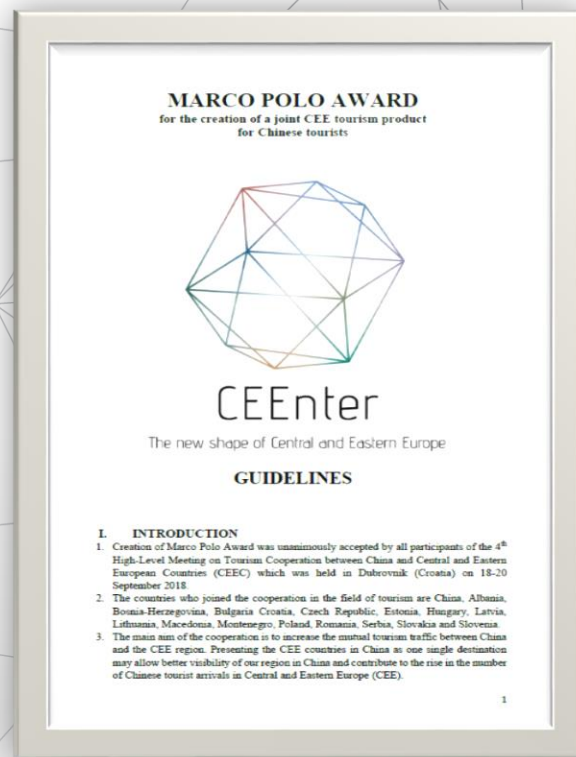 MARCO POLO AWARD
for the creation of a joint CEE tourism product
for Chinese tourists
CEEnter
The new shape of Central and Eastern Europe
GUIDELINES
I. INTRODUCTION
1. Creation of Marco Polo Award was unanimously accepted by all participants of the 4th
High-Level Meeting on Tourism Cooperation between China and Central and Eastern
European Countries (CEEC) which was held in Dubrovnik (Croatia) on 18-20
September 2018.
2. The countries who joined the cooperation in the field of tourism are China, Albania,
Bosnia-Herzegovina, Bulgaria Croatia, Czech Republic, Estonia, Hungary, Latvia,
Lithuania, Macedonia, Montenegro, Poland, Romania, Serbia, Slovakia and Slovenia.
3. The main aim of the cooperation is to increase the mutual tourism traffic between China
and the CEE region. Presenting the CEE countries in China as one single destination
may allow better visibility of our region in China and contribute to the rise in the number
of Chinese tourist arrivals in Central and Eastern Europe (CEE).
1